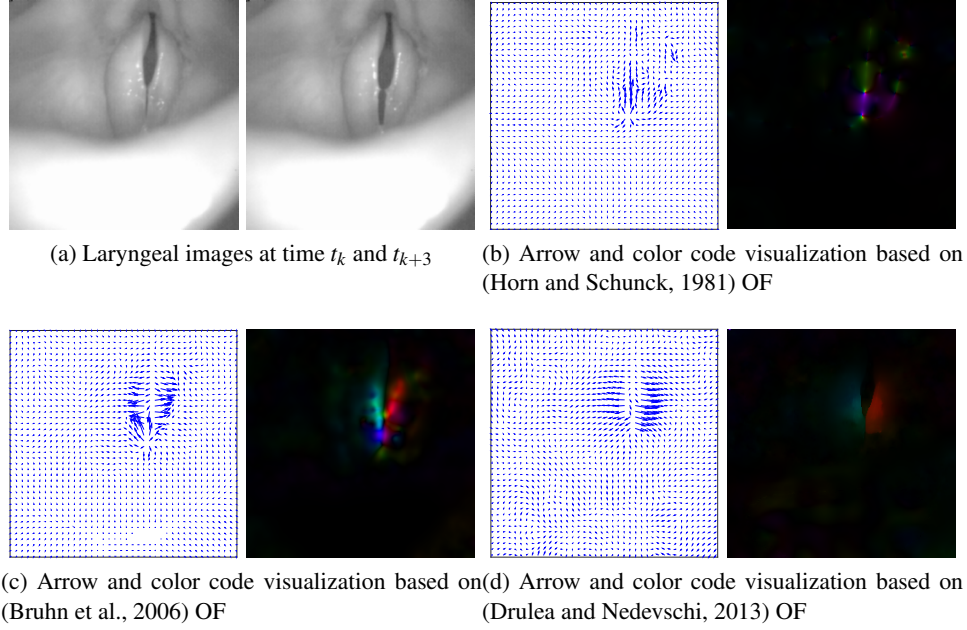 (a) Laryngeal images at time tk and tk+3
(b) Arrow and color code visualization based on
(Horn and Schunck, 1981) OF
(c) Arrow and color code visualization based on
(Bruhn et al., 2006) OF
(d) Arrow and color code visualization based on
(Drulea and Nedevschi, 2013) OF